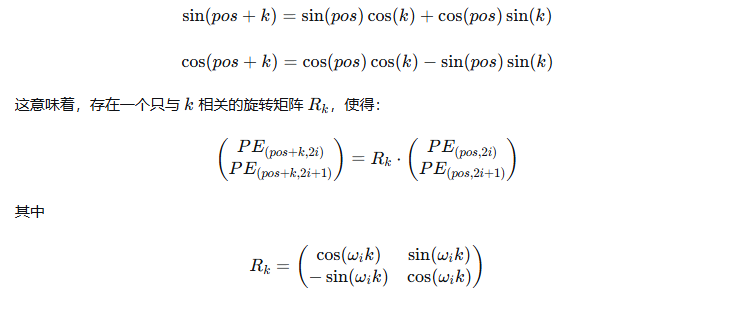 sin(pos + k) = sin(pos) cos(k) + cos(pos) sin(k)
cos(pos + k) = cos(pos) cos(k) − sin(pos) sin(k)
这意味着，存在一个只与 k 相关的旋转矩阵 R_k，使得：
( PE_(pos+k,2i) ) = R_k · ( PE_(pos,2i) )
( PE_(pos+k,2i+1) ) ( PE_(pos,2i+1) )
其中
R_k = ( cos(ω_i k) sin(ω_i k) )
( − sin(ω_i k) cos(ω_i k) )